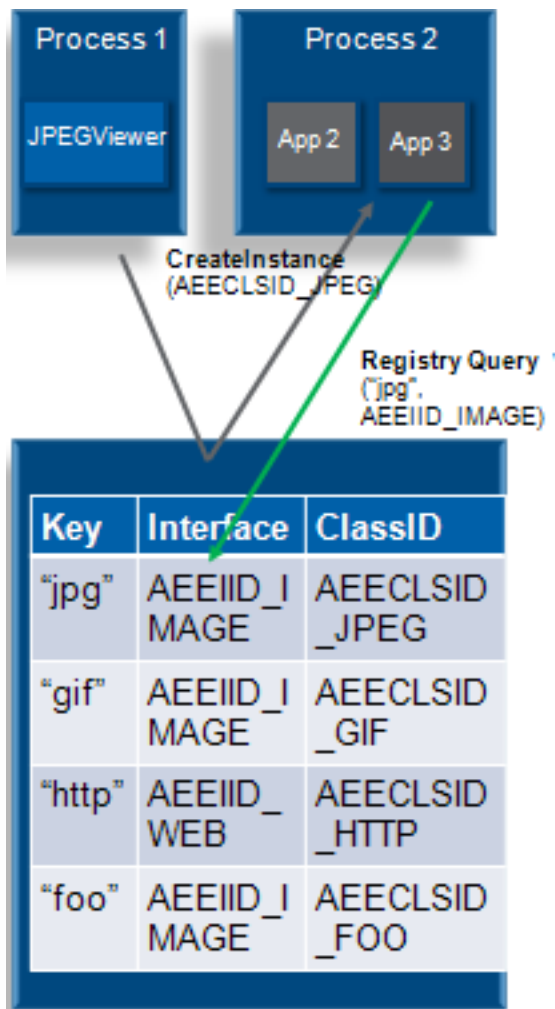 Process 1
Process 2
JPEGViewer
App 2
App 3
CreateInstance
(AEECLSID_JPEG)
Registry Query
("jpg",
AEEIID_IMAGE)
Key Interface ClassID
“jpg” AEEIID_I AEECLSID
MAGE _JPEG
“gif” AEEIID_I AEECLSID
MAGE _GIF
“http” AEEIID_ AEECLSID
WEB _HTTP
“foo” AEEIID_I AEECLSID
MAGE _FOO